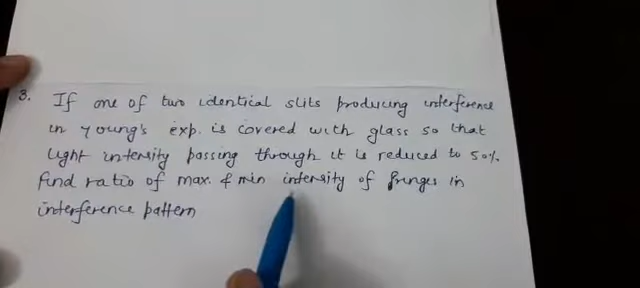 3. If one of two identical slits producing interference
in young's exp. is covered with glass so that
light intensity passing through it is reduced to 50%.
find ratio of max. & min intensity of fringes in
interference pattern